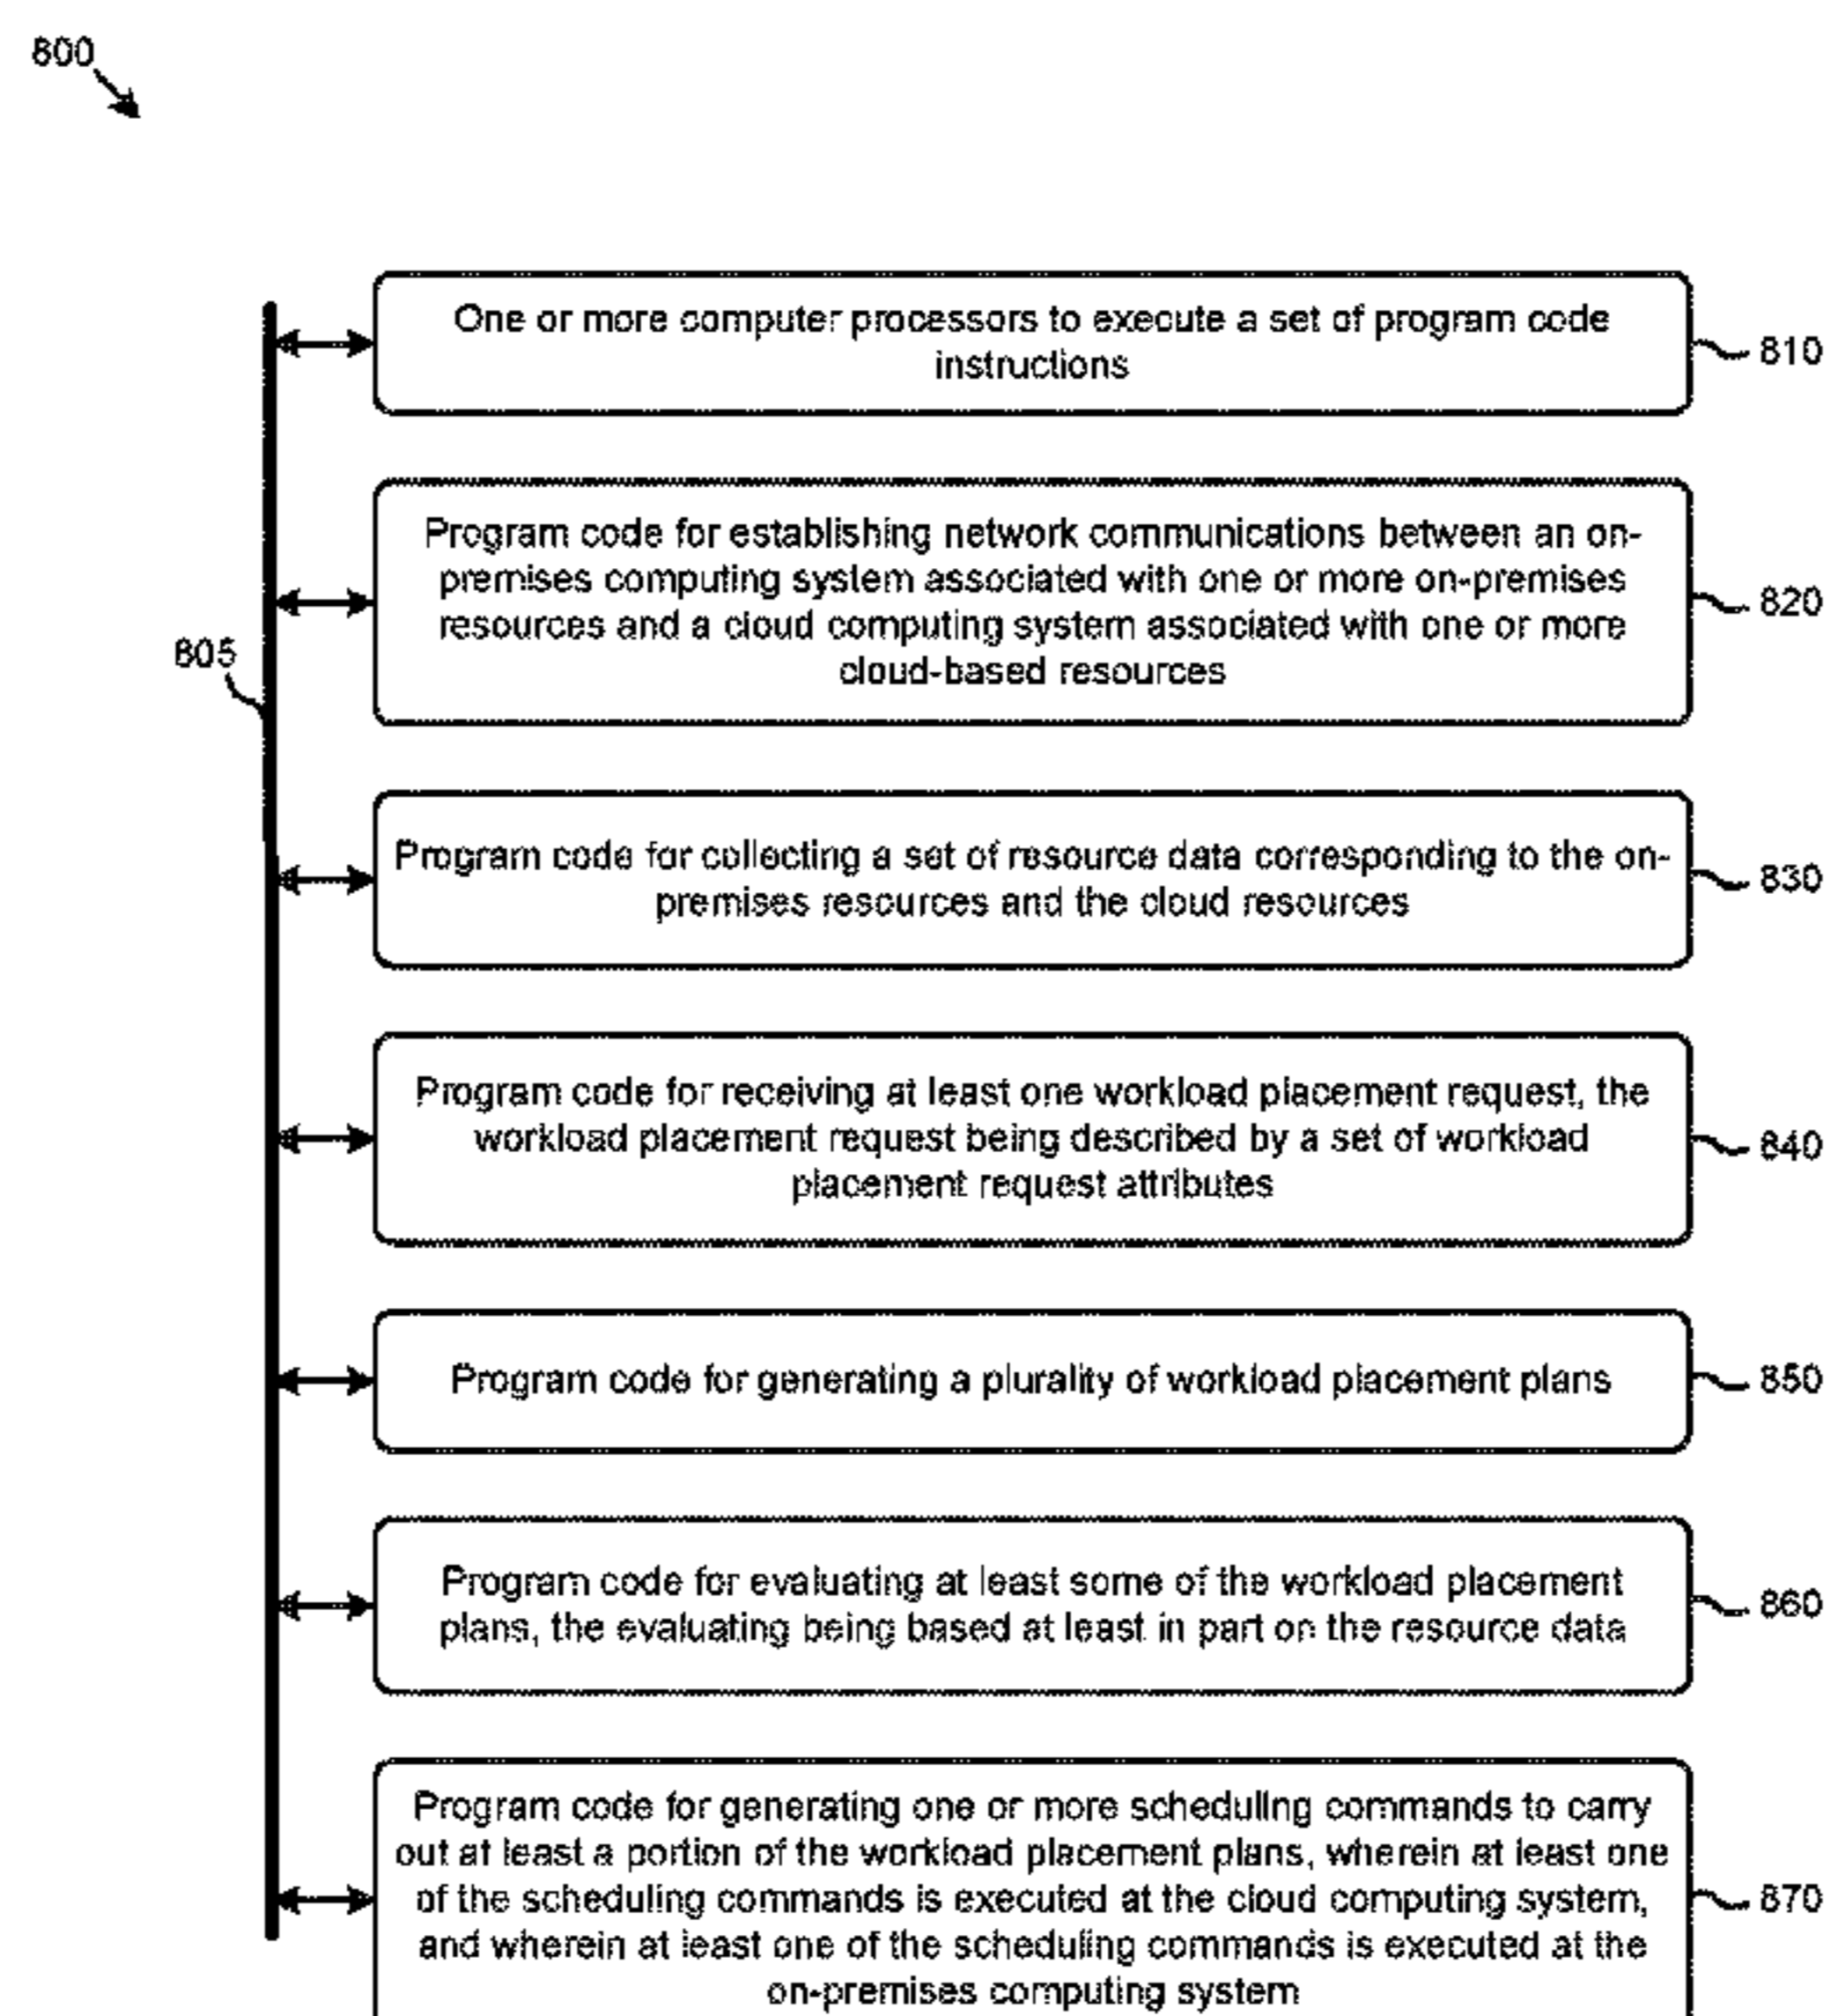 800
One or more computer processors to execute a set of program code
instructions
810
Program code for establishing network communications between an on-
premises computing system associated with one or more on-premises
resources and a cloud computing system associated with one or more
cloud-based resources
820
805
Program code for collecting a set of resource data corresponding to the on-
premises resources and the cloud resources
830
Program code for receiving at least one workload placement request, the
workload placement request being described by a set of workload
placement request attributes
840
Program code for generating a plurality of workload placement plans
850
Program code for evaluating at least some of the workload placement
plans, the evaluating being based at least in part on the resource data
860
Program code for generating one or more scheduling commands to carry
out at least a portion of the workload placement plans, wherein at least one
of the scheduling commands is executed at the cloud computing system,
and wherein at least one of the scheduling commands is executed at the
on-premises computing system
870